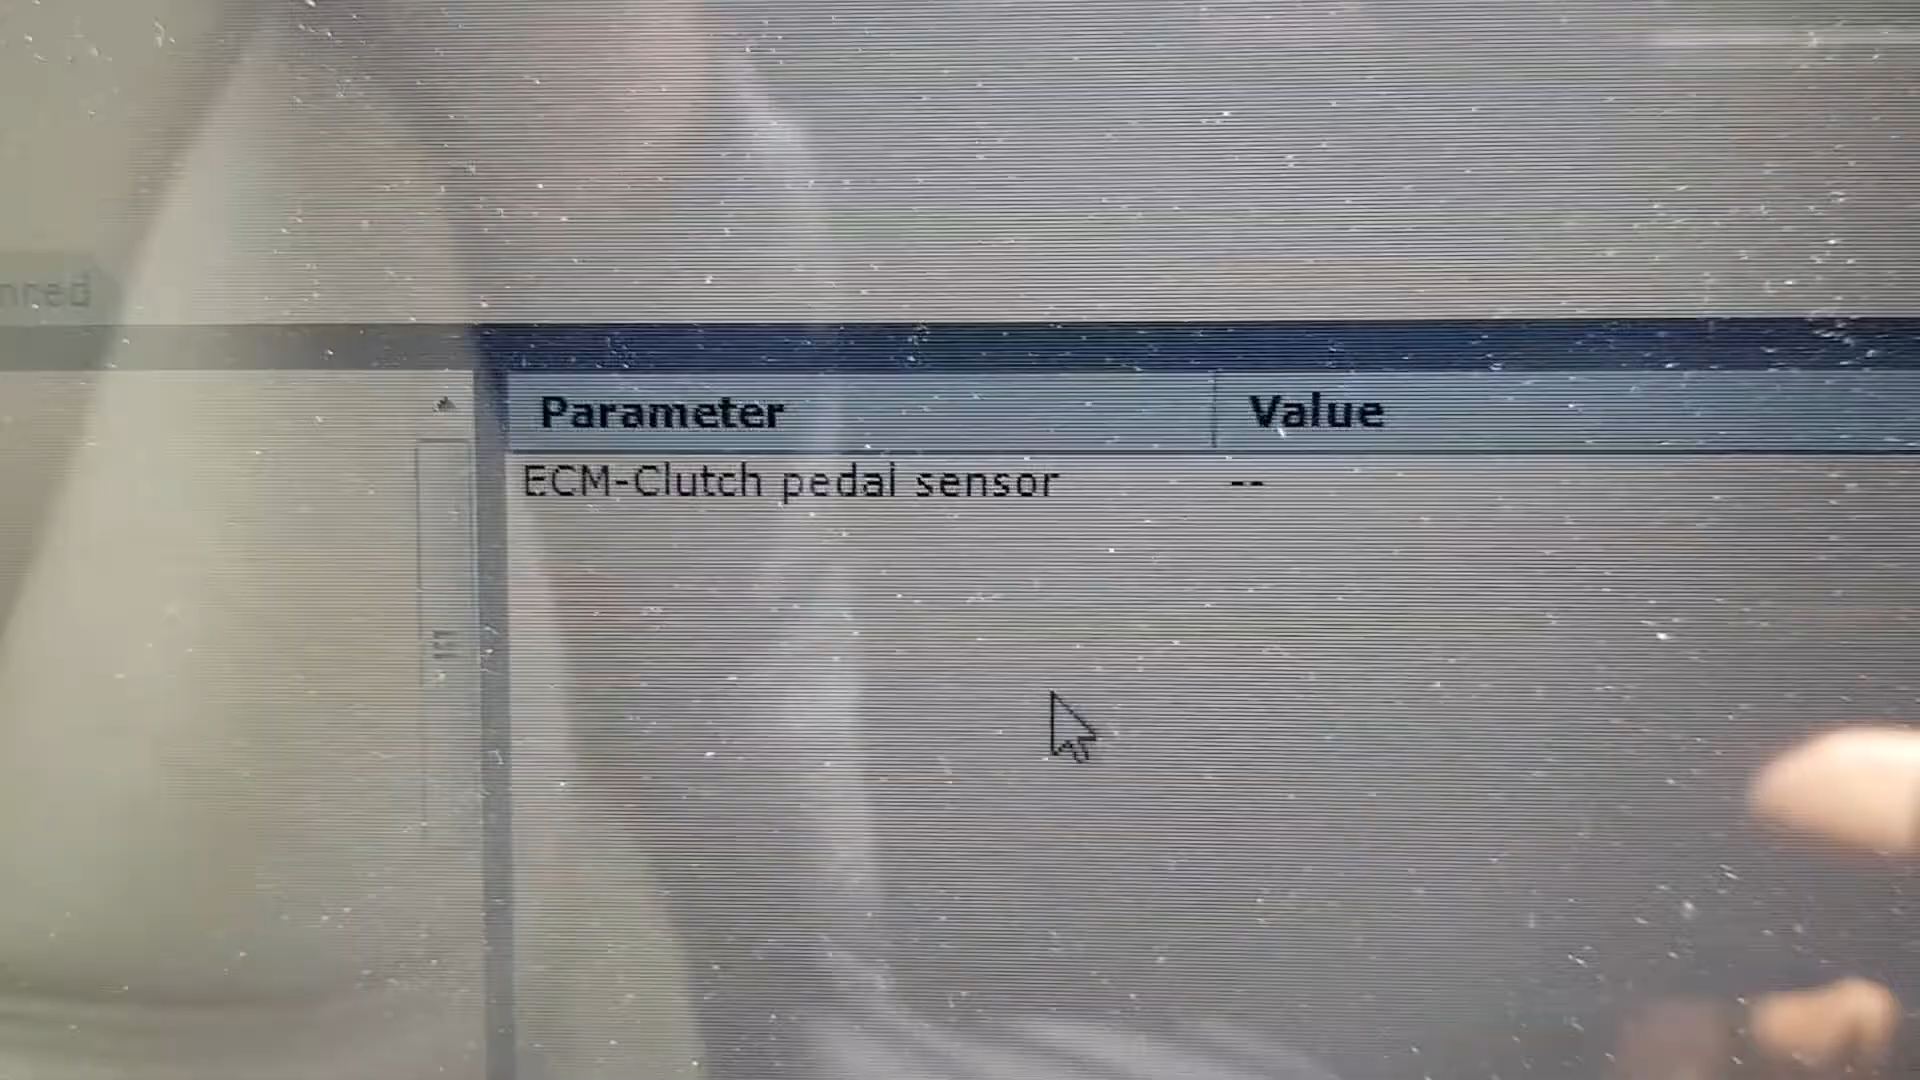 Parameter Value
ECM-Clutch pedal sensor --